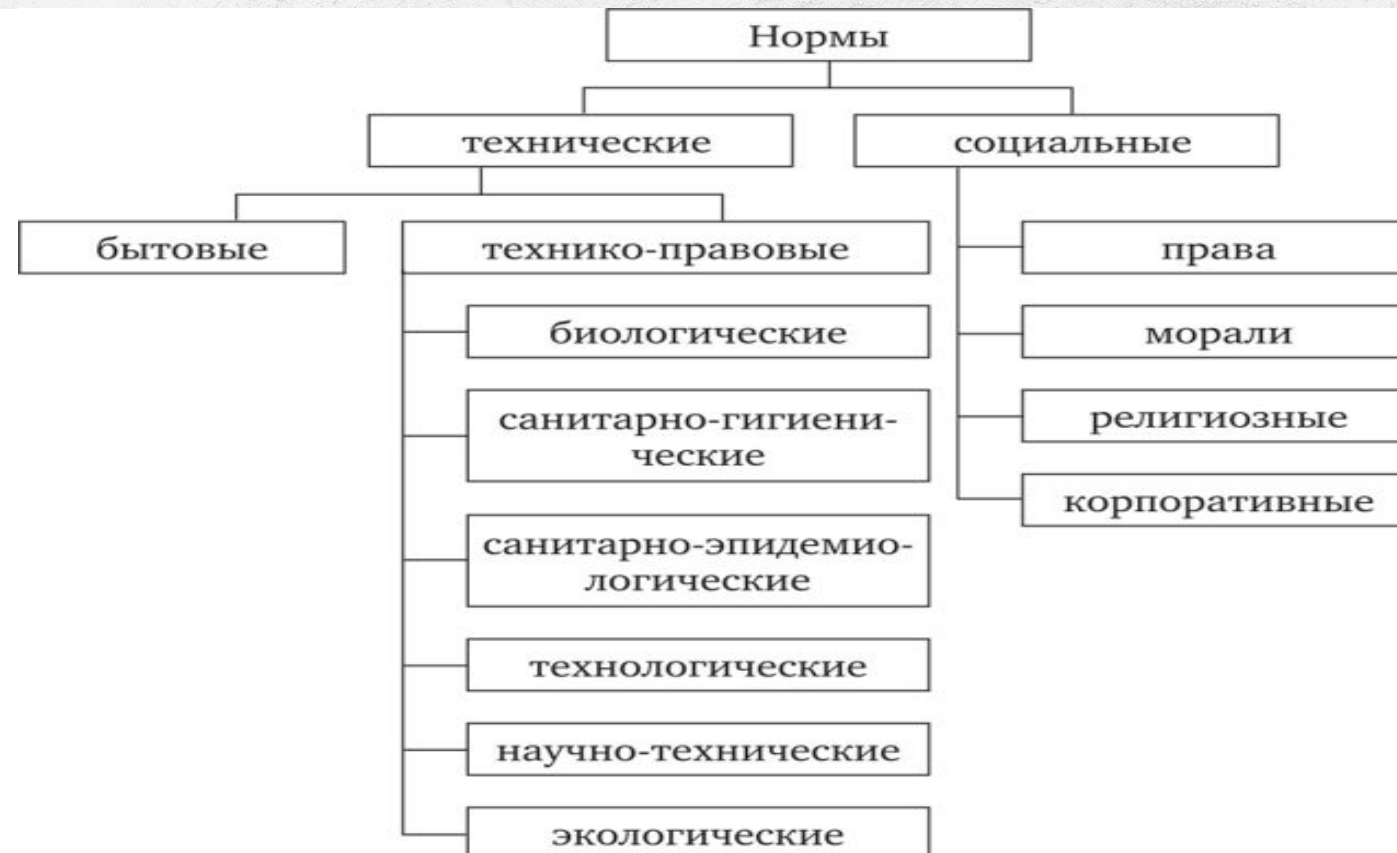 Нормы
технические
социальные
бытовые
технико-правовые
биологические
санитарно-гигиени-
ческие
санитарно-эпидемио-
логические
технологические
научно-технические
экологические
права
морали
религиозные
корпоративные